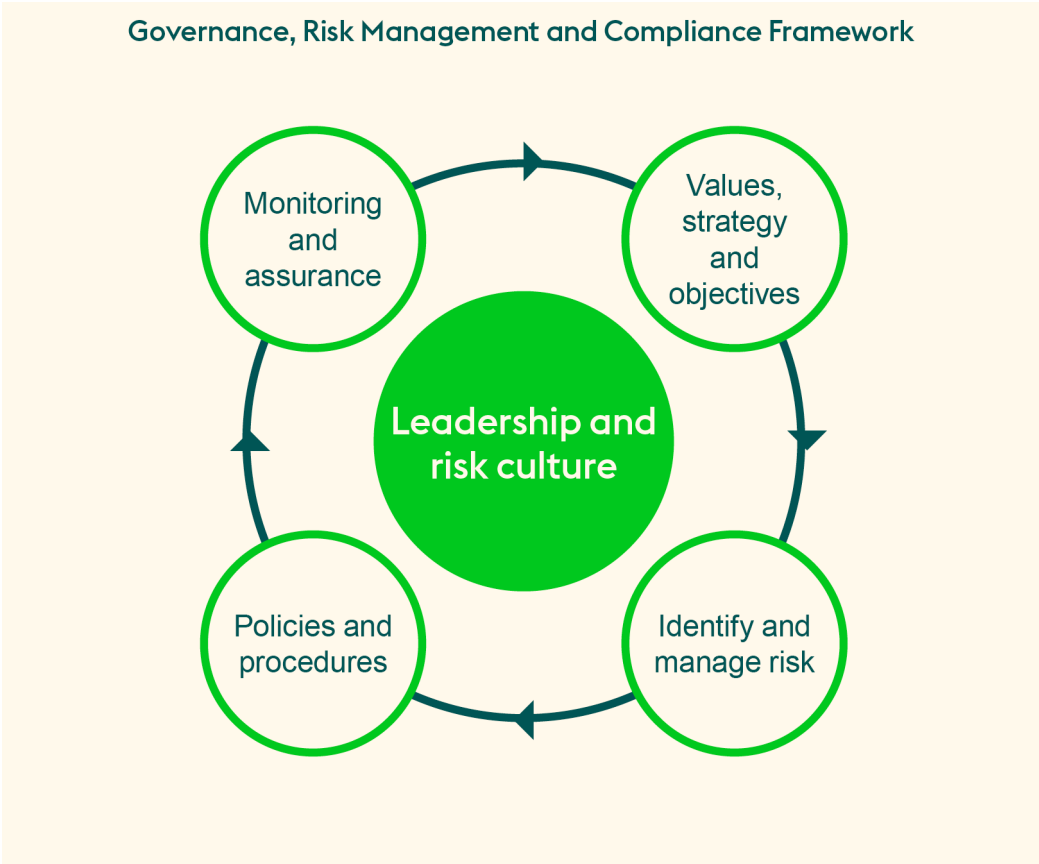 Governance, Risk Management and Compliance Framework
Monitoring
and
assurance
Values,
strategy
and
objectives
Leadership and
risk culture
Policies and
procedures
Identify and
manage risk